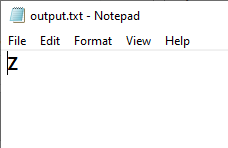 output.txt - Notepad
File Edit Format View Help
Z